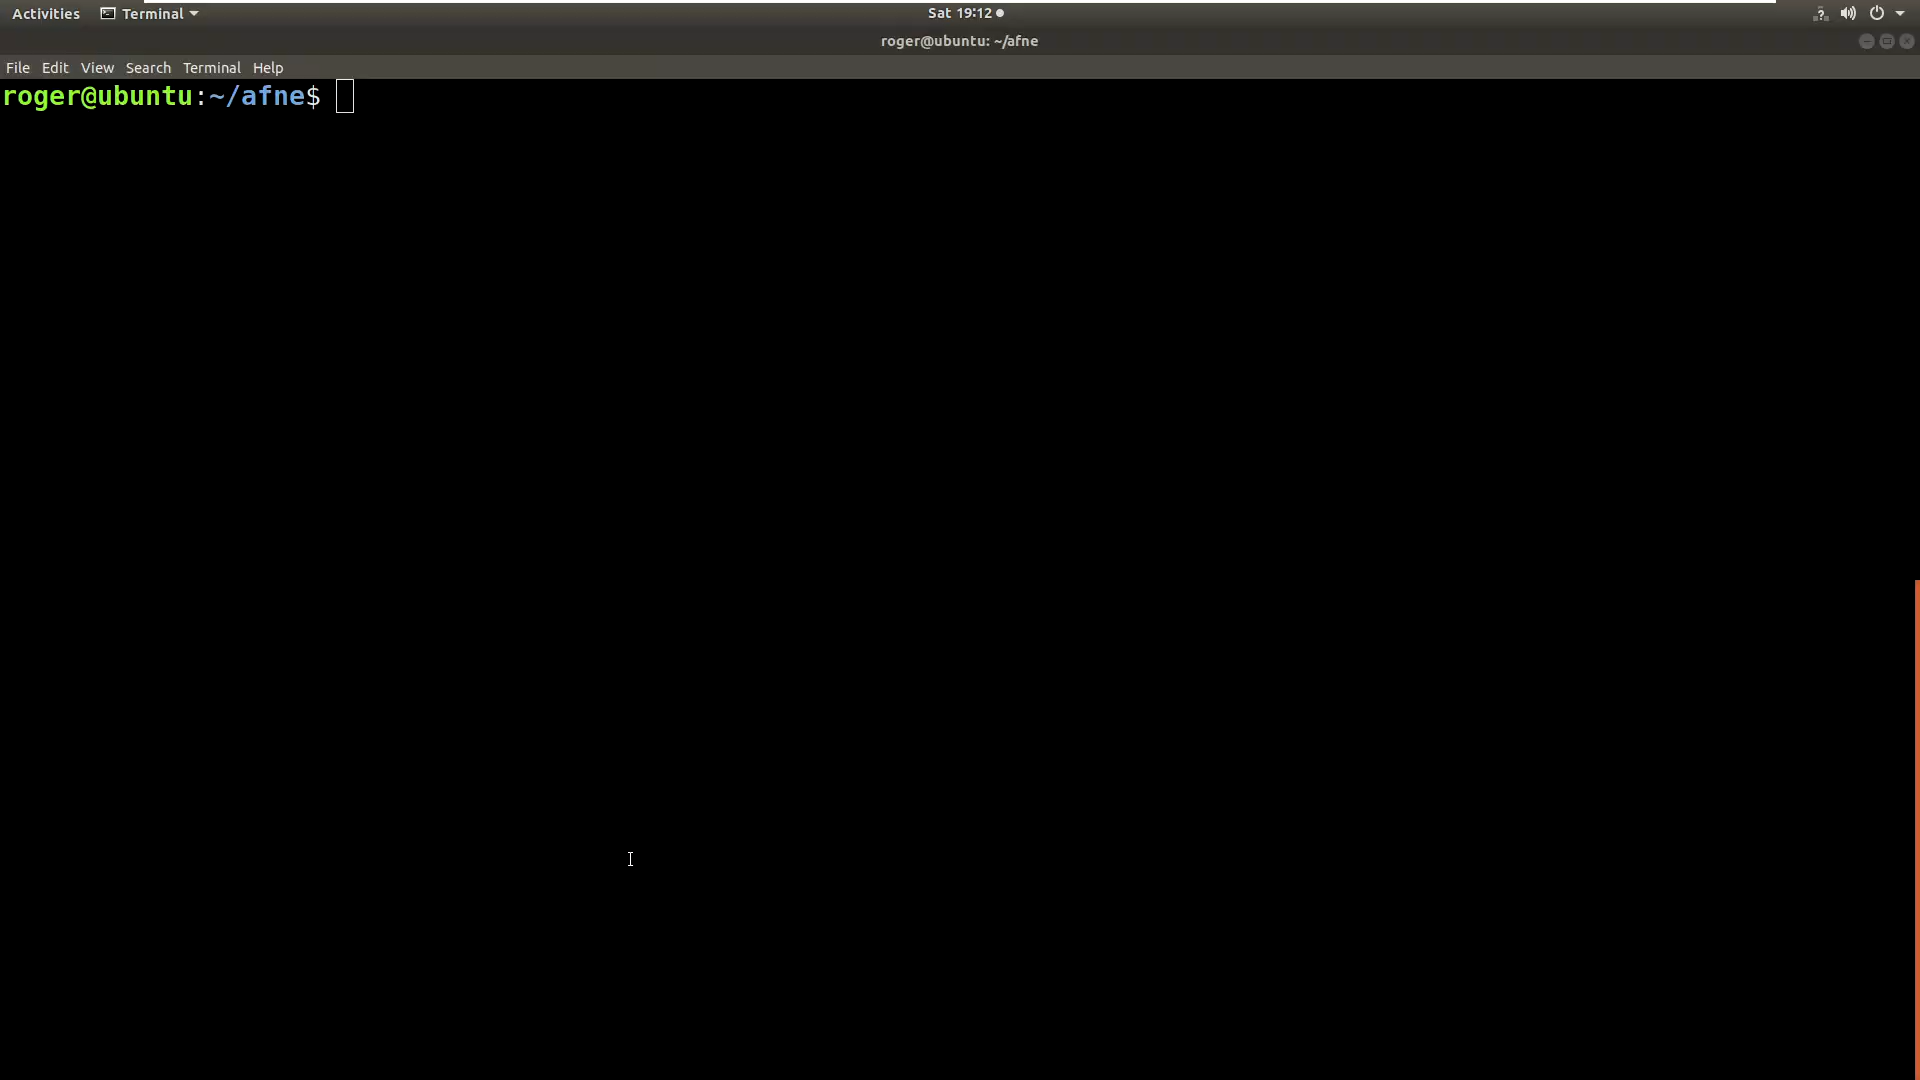 Activities Terminal Sat 19:12
roger@ubuntu: ~/afne
File Edit View Search Terminal Help
roger@ubuntu:~/afne$